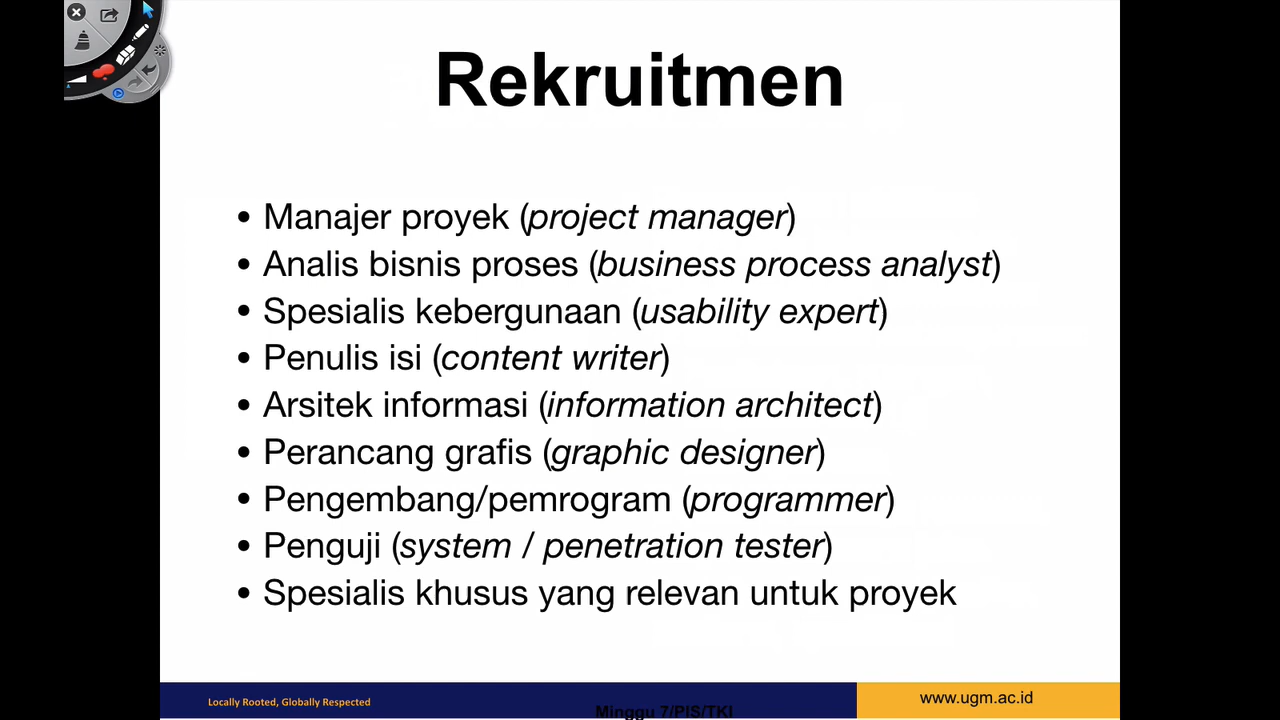 Rekruitmen
• Manajer proyek (project manager)
• Analis bisnis proses (business process analyst)
• Spesialis kebergunaan (usability expert)
• Penulis isi (content writer)
• Arsitek informasi (information architect)
• Perancang grafis (graphic designer)
• Pengembang/pemrogram (programmer)
• Penguji (system / penetration tester)
• Spesialis khusus yang relevan untuk proyek
Locally Rooted, Globally Respected
Minggu 7/PIS/TKI
www.ugm.ac.id